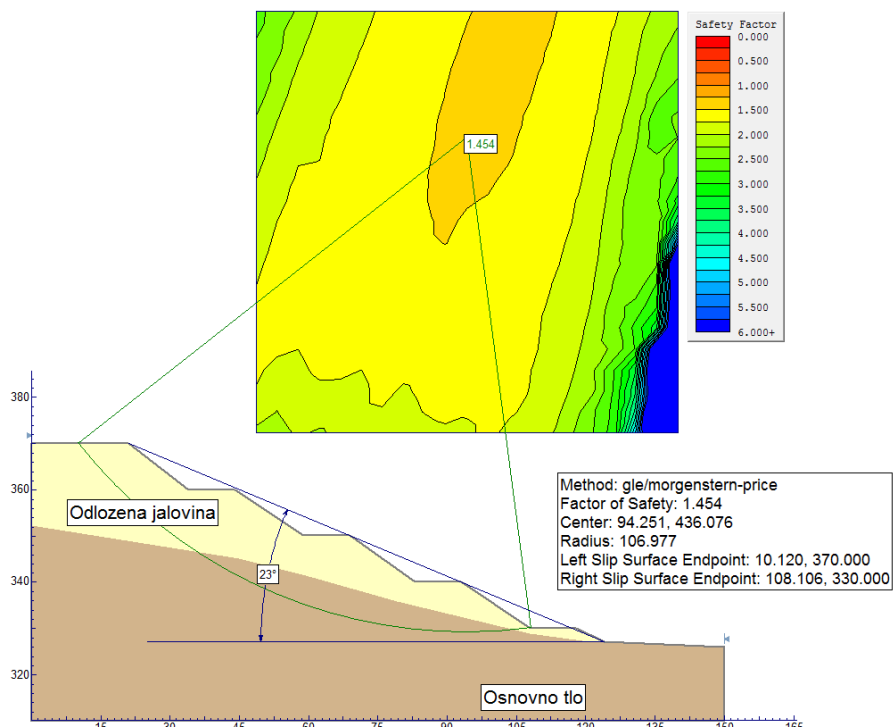 Safety Factor
0.000
0.500
1.000
1.500
2.000
2.500
3.000
3.500
4.000
4.500
5.000
5.500
6.000+
1.454
380
360
340
320
Odlozena jalovina
23°
Method: gle/morgenstern-price
Factor of Safety: 1.454
Center: 94.251, 436.076
Radius: 106.977
Left Slip Surface Endpoint: 10.120, 370.000
Right Slip Surface Endpoint: 108.106, 330.000
Osnovno tlo
15 30 45 60 75 90 105 120 135 150 165